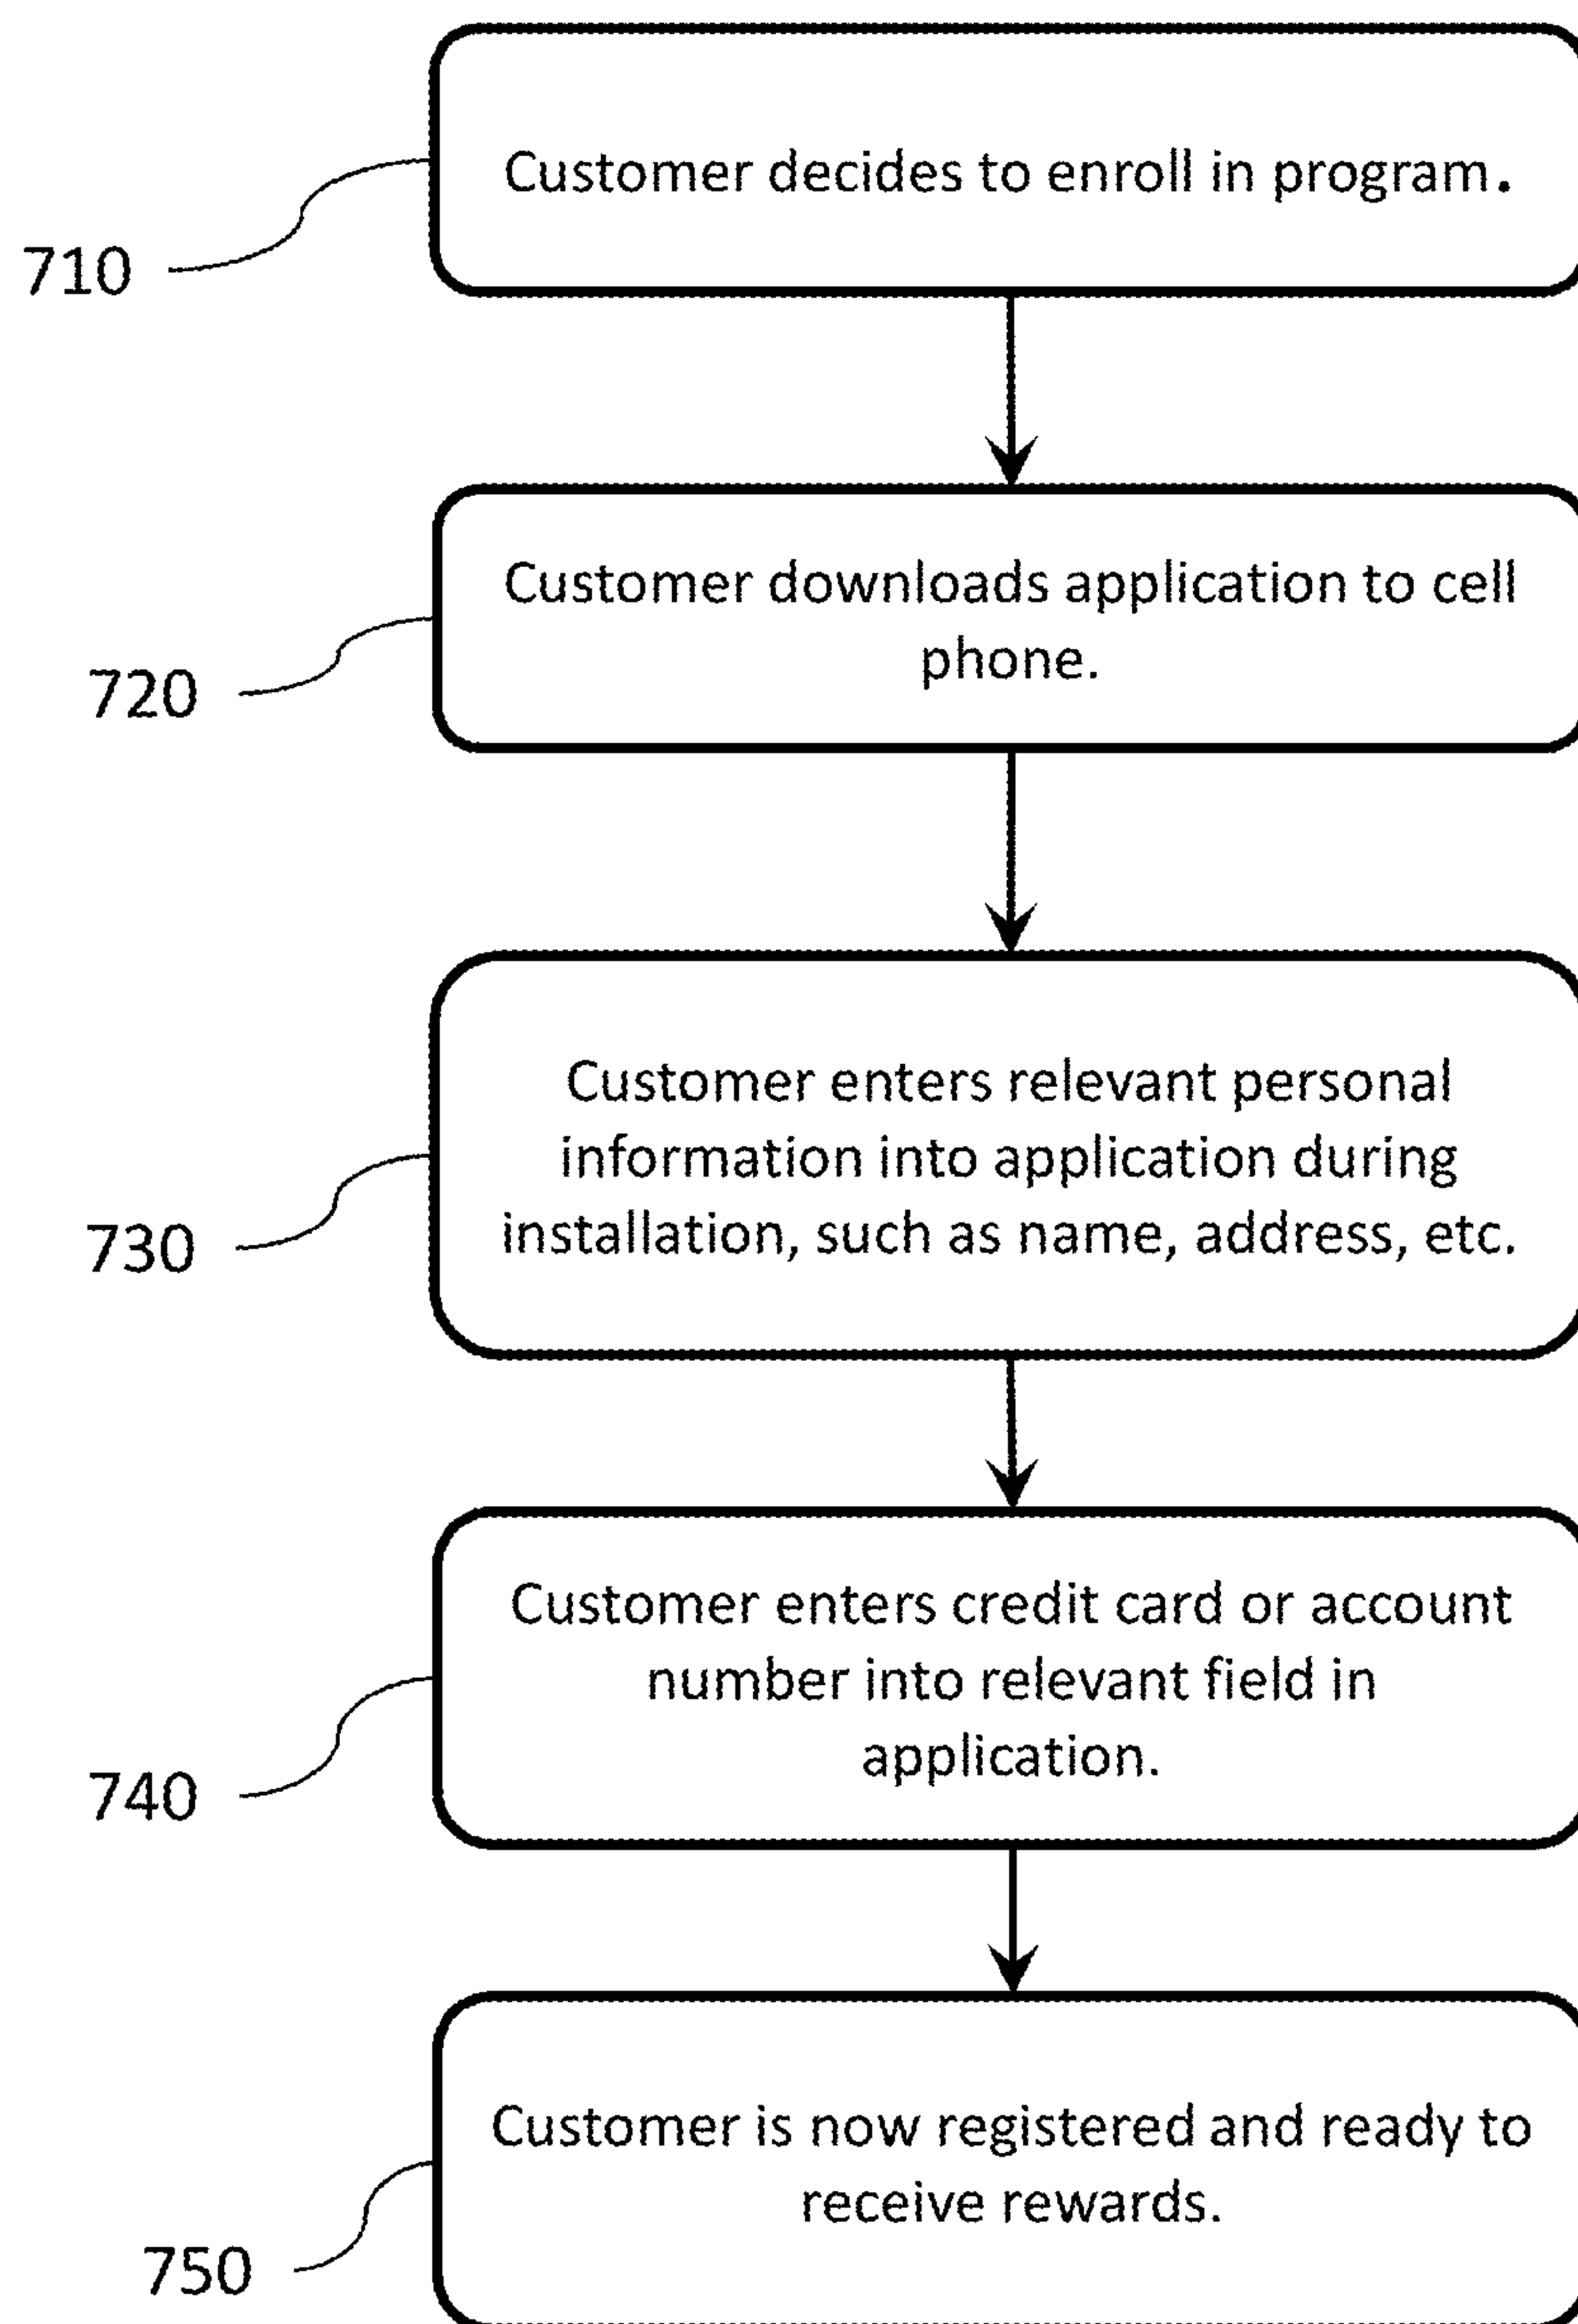 Customer decides to enroll in program.
710
Customer downloads application to cell
phone.
720
Customer enters relevant personal
information into application during
installation, such as name, address, etc.
730
Customer enters credit card or account
number into relevant field in
application.
740
Customer is now registered and ready to
receive rewards.
750